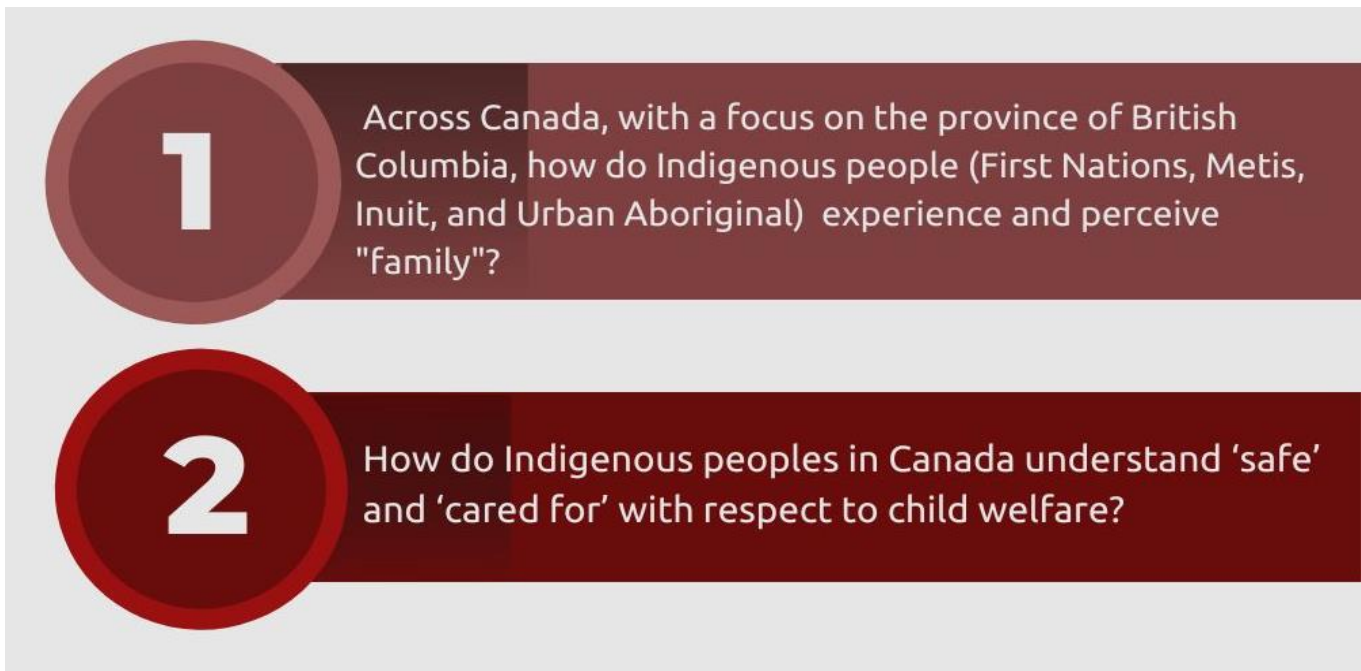 1
Across Canada, with a focus on the province of British
Columbia, how do Indigenous people (First Nations, Metis,
Inuit, and Urban Aboriginal)  experience and perceive
"family"?
2
How do Indigenous peoples in Canada understand ‘safe’
and ‘cared for’ with respect to child welfare?